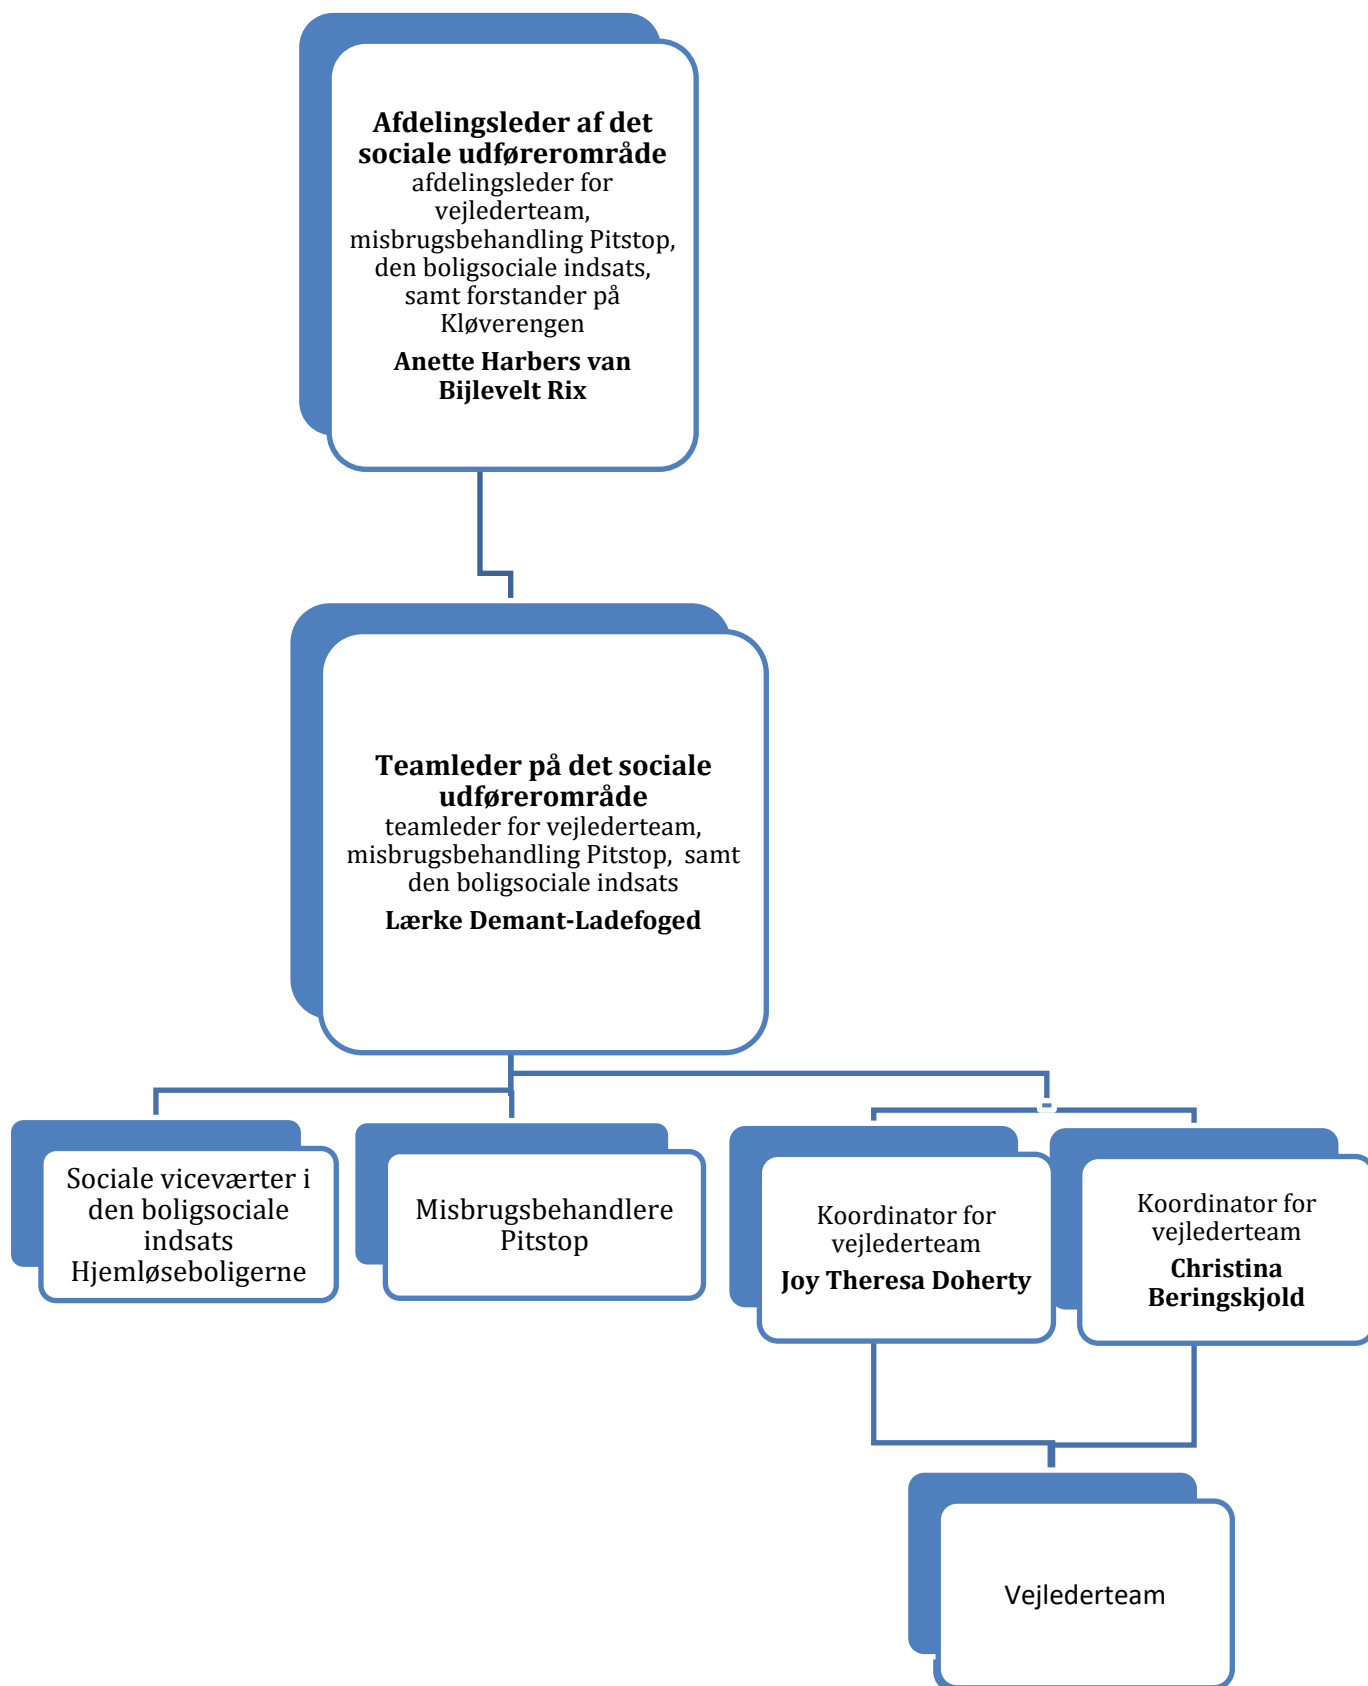 Afdelingsleder af det
sociale udførerområde
afdelingsleder for
vejlederteam,
misbrugsbehandling Pitstop,
den boligsociale indsats,
samt forstander på
Kløverengen
Anette Harbers van
Bijlevelt Rix
Teamleder på det sociale
udførerområde
teamleder for vejlederteam,
misbrugsbehandling Pitstop, samt
den boligsociale indsats
Lærke Demant-Ladefoged
Sociale viceværter i
den boligsociale
indsats
Hjemløseboligerne
Misbrugsbehandlere
Pitstop
Koordinator for
vejlederteam
Joy Theresa Doherty
Koordinator for
vejlederteam
Christina
Beringskjold
Vejlederteam